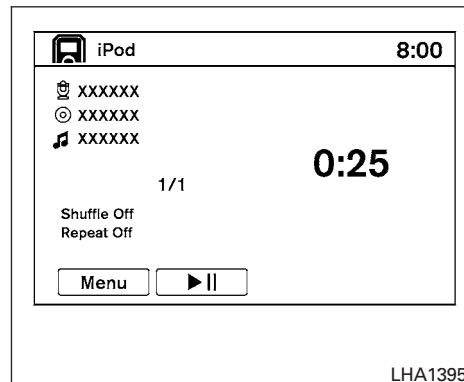 iPod 8:00
XXXXXX
XXXXXX
XXXXXX
0:25
1/1
Shuffle Off
Repeat Off
Menu
LHA1395